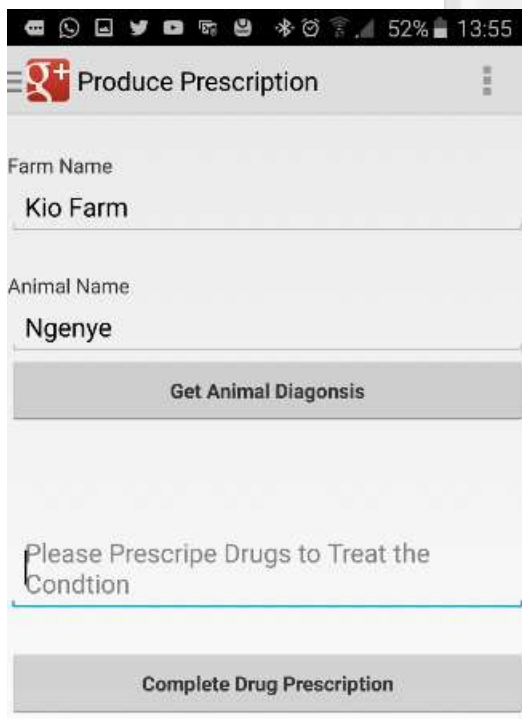 52% 13:55
g+ Produce Prescription
Farm Name
Kio Farm
Animal Name
Ngenye
Get Animal Diagonsis
Please Prescripe Drugs to Treat the
Condtion
Complete Drug Prescription